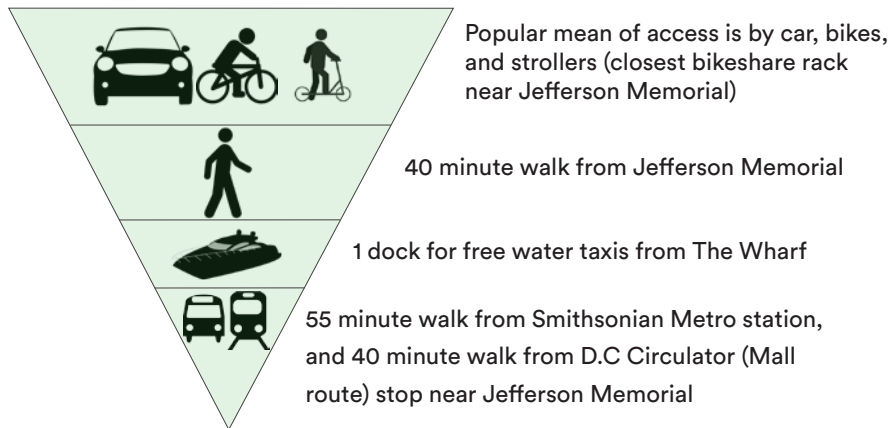 Popular mean of access is by car, bikes,
and strollers (closest bikeshare rack
near Jefferson Memorial)
40 minute walk from Jefferson Memorial
1 dock for free water taxis from The Wharf
55 minute walk from Smithsonian Metro station,
and 40 minute walk from D.C Circulator (Mall
route) stop near Jefferson Memorial